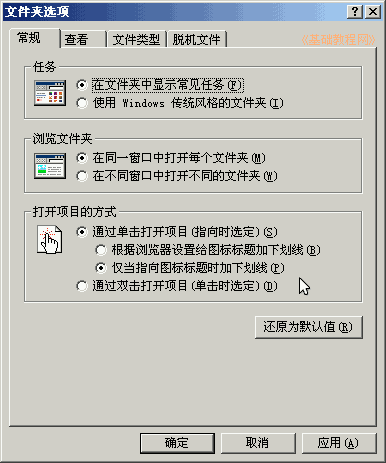 文件夹选项
常规 查看 文件类型 脱机文件
《基础教程网》
任务
在文件夹中显示常见任务(F)
使用 Windows 传统风格的文件夹(I)
浏览文件夹
在同一窗口中打开每个文件夹(M)
在不同窗口中打开不同的文件夹(W)
打开项目的方式
通过单击打开项目(指向时选定)(S)
根据浏览器设置给图标标题加下划线(B)
仅当指向图标标题时加下划线(P)
通过双击打开项目(单击时选定)(D)
还原为默认值(R)
确定 取消 应用(A)